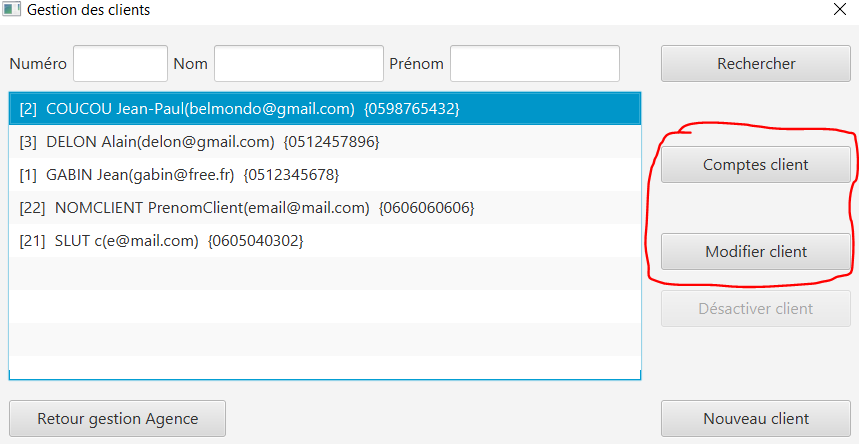 Gestion des clients
Numéro Nom Prénom Rechercher
[2] COUCOU Jean-Paul(belmondo@gmail.com) {0598765432}
[3] DELON Alain(delon@gmail.com) {0512457896}
[1] GABIN Jean(gabin@free.fr) {0512345678}
[22] NOMCLIENT PrenomClient(email@mail.com) {0606060606}
[21] SLUT c(e@mail.com) {0605040302}
Comptes client
Modifier client
Désactiver client
Retour gestion Agence
Nouveau client